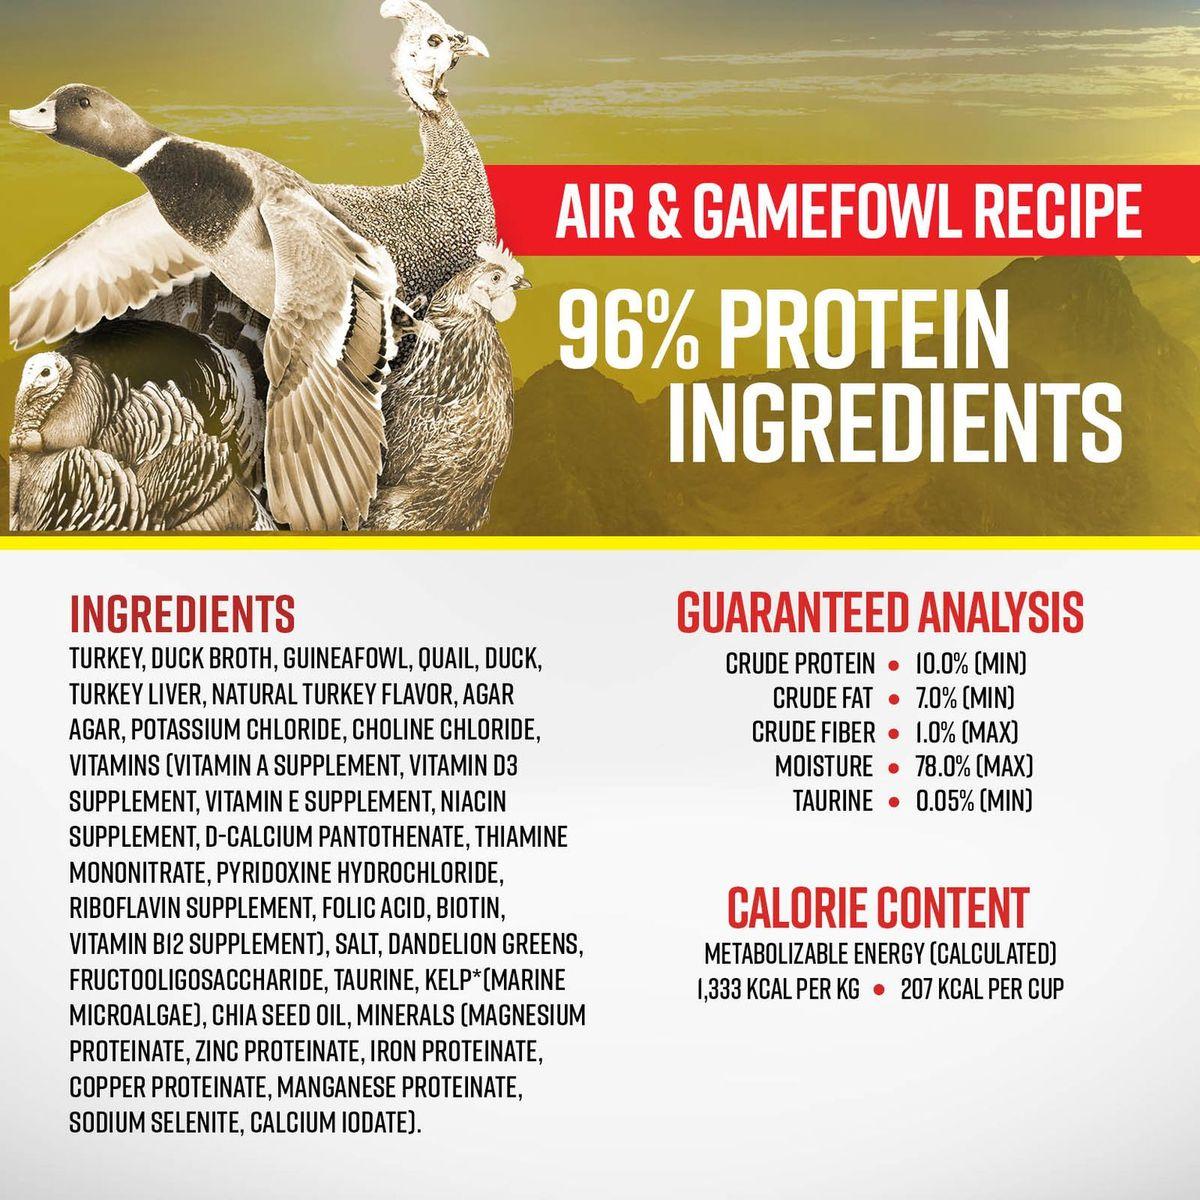 AIR & GAMEFOWL RECIPE
96% PROTEIN
INGREDIENTS
INGREDIENTS
TURKEY, DUCK BROTH, GUINEAFOWL, QUAIL, DUCK,
TURKEY LIVER, NATURAL TURKEY FLAVOR, AGAR
AGAR, POTASSIUM CHLORIDE, CHOLINE CHLORIDE,
VITAMINS (VITAMIN A SUPPLEMENT, VITAMIN D3
SUPPLEMENT, VITAMIN E SUPPLEMENT, NIACIN
SUPPLEMENT, D-CALCIUM PANTOTHENATE, THIAMINE
MONONITRATE, PYRIDOXINE HYDROCHLORIDE,
RIBOFLAVIN SUPPLEMENT, FOLIC ACID, BIOTIN,
VITAMIN B12 SUPPLEMENT), SALT, DANDELION GREENS,
FRUCTOOLIGOSACCHARIDE, TAURINE, KELP*(MARINE
MICROALGAE), CHIA SEED OIL, MINERALS (MAGNESIUM
PROTEINATE, ZINC PROTEINATE, IRON PROTEINATE,
COPPER PROTEINATE, MANGANESE PROTEINATE,
SODIUM SELENITE, CALCIUM IODATE).
GUARANTEED ANALYSIS
CRUDE PROTEIN • 10.0% (MIN)
CRUDE FAT • 7.0% (MIN)
CRUDE FIBER • 1.0% (MAX)
MOISTURE • 78.0% (MAX)
TAURINE • 0.05% (MIN)
CALORIE CONTENT
METABOLIZABLE ENERGY (CALCULATED)
1,333 KCAL PER KG • 207 KCAL PER CUP